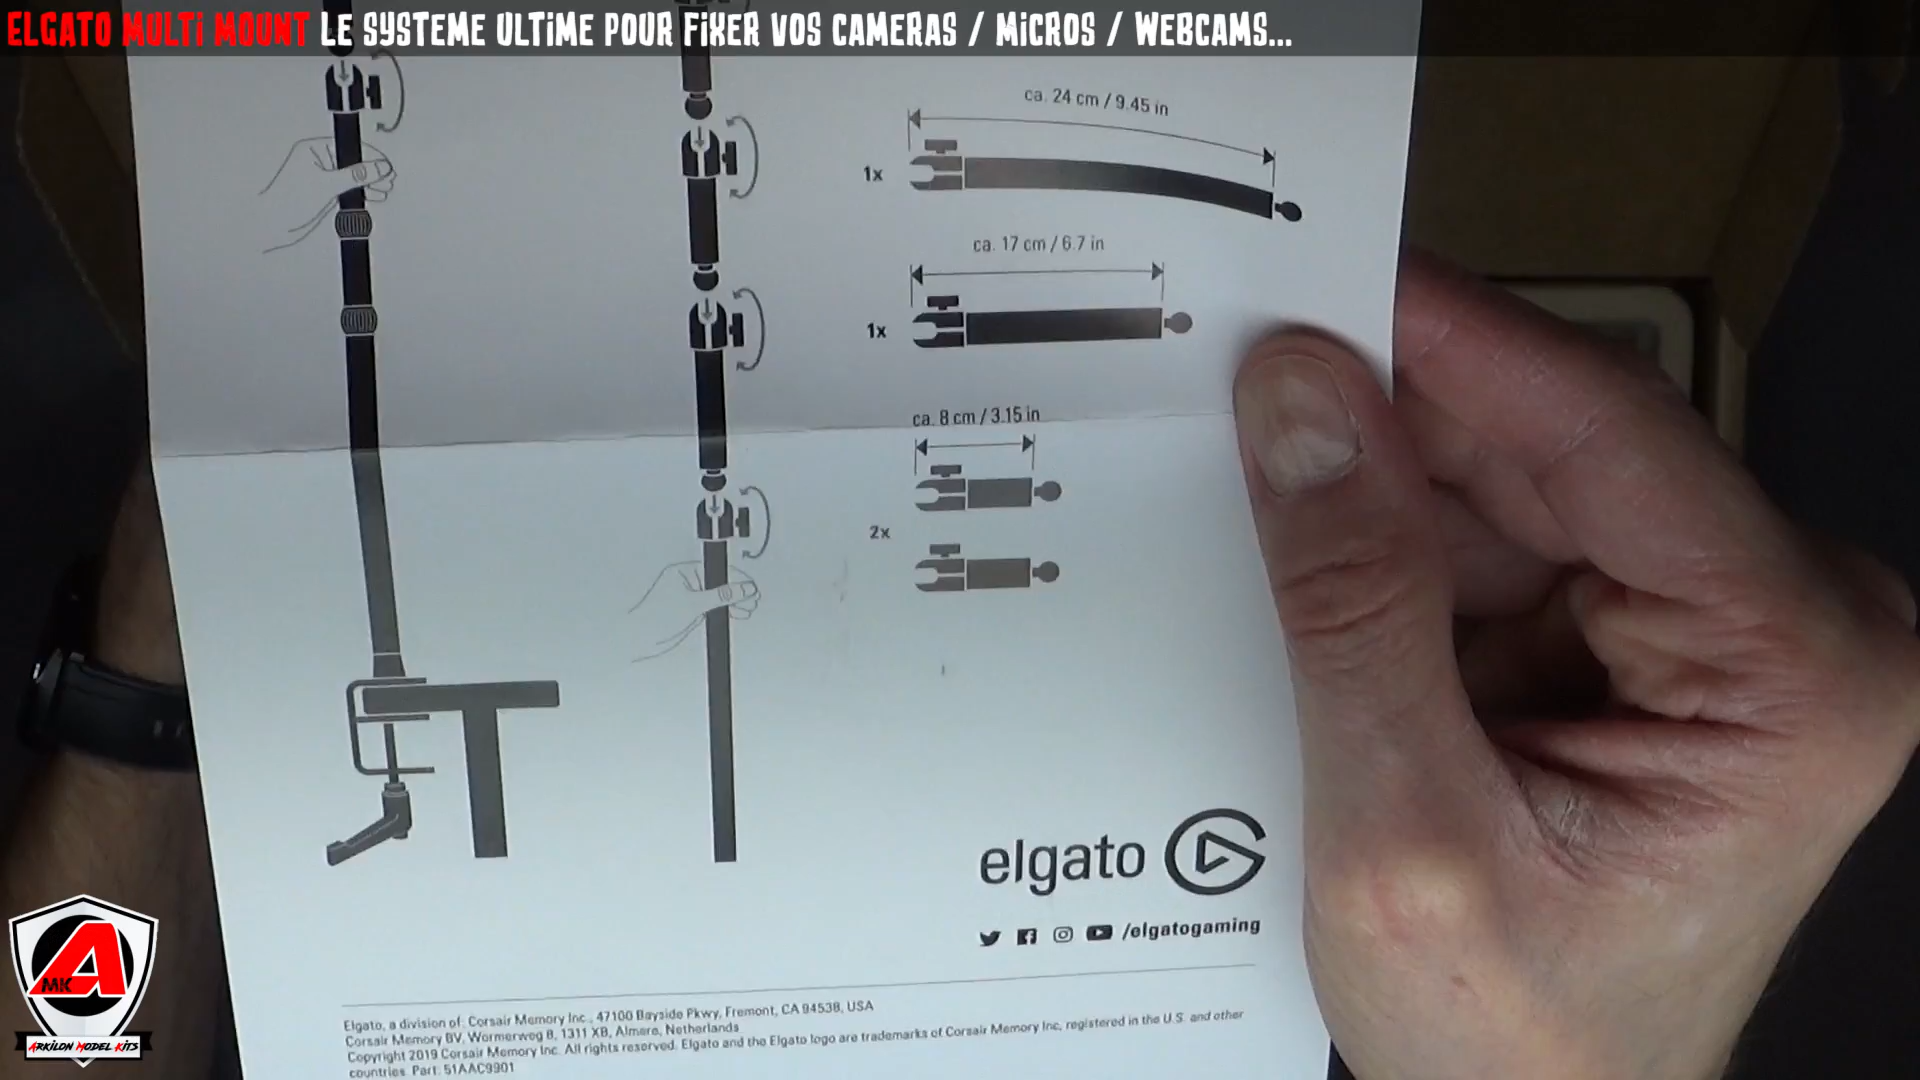 ELGATO MULTI MOUNT LE SYSTEME ULTIME POUR FIXER VOS CAMERAS / MICROS / WEBCAMS...
ca. 24 cm / 9.45 in
1x
ca. 17 cm / 6.7 in
1x
ca. 8 cm / 3.15 in
2x
elgato
/elgatogaming
Elgato, a division of: Corsair Memory Inc., 47100 Bayside Pkwy, Fremont, CA 94538, USA
Corsair Memory BV, Wormerweg 8, 1311 XB, Almere, Netherlands
Copyright 2019 Corsair Memory Inc. All rights reserved. Elgato and the Elgato logo are trademarks of Corsair Memory Inc, registered in the U.S. and other
countries. Part: 51AAC9901
A
MK
ARKILON MODEL KITS